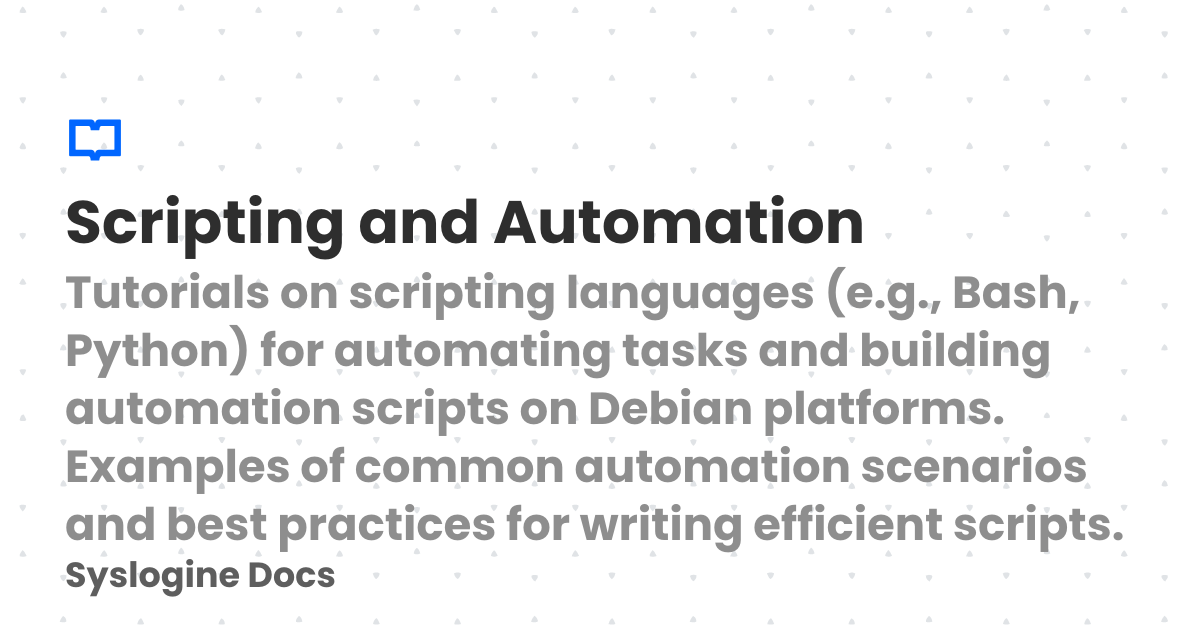 Scripting and Automation
Tutorials on scripting languages (e.g., Bash,
Python) for automating tasks and building
automation scripts on Debian platforms.
Examples of common automation scenarios
and best practices for writing efficient scripts.
Syslogine Docs